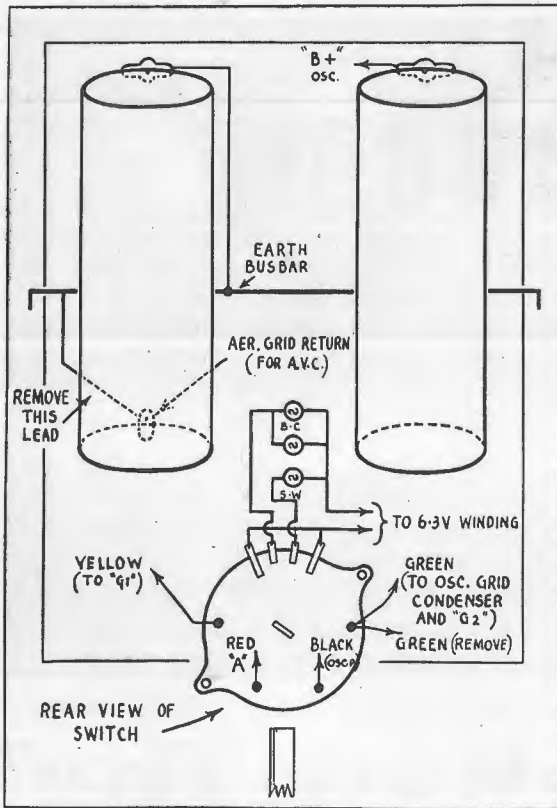 "B+"
OSC.
EARTH
BUSBAR
AER. GRID RETURN
(FOR A.V.C.)
REMOVE
THIS
LEAD
B.C
S.W
TO 6.3V WINDING
YELLOW
(TO "G1")
GREEN
(TO OSC. GRID
CONDENSER
AND "G2")
GREEN (REMOVE)
RED
"A"
BLACK
(OSC.P)
REAR VIEW OF
SWITCH